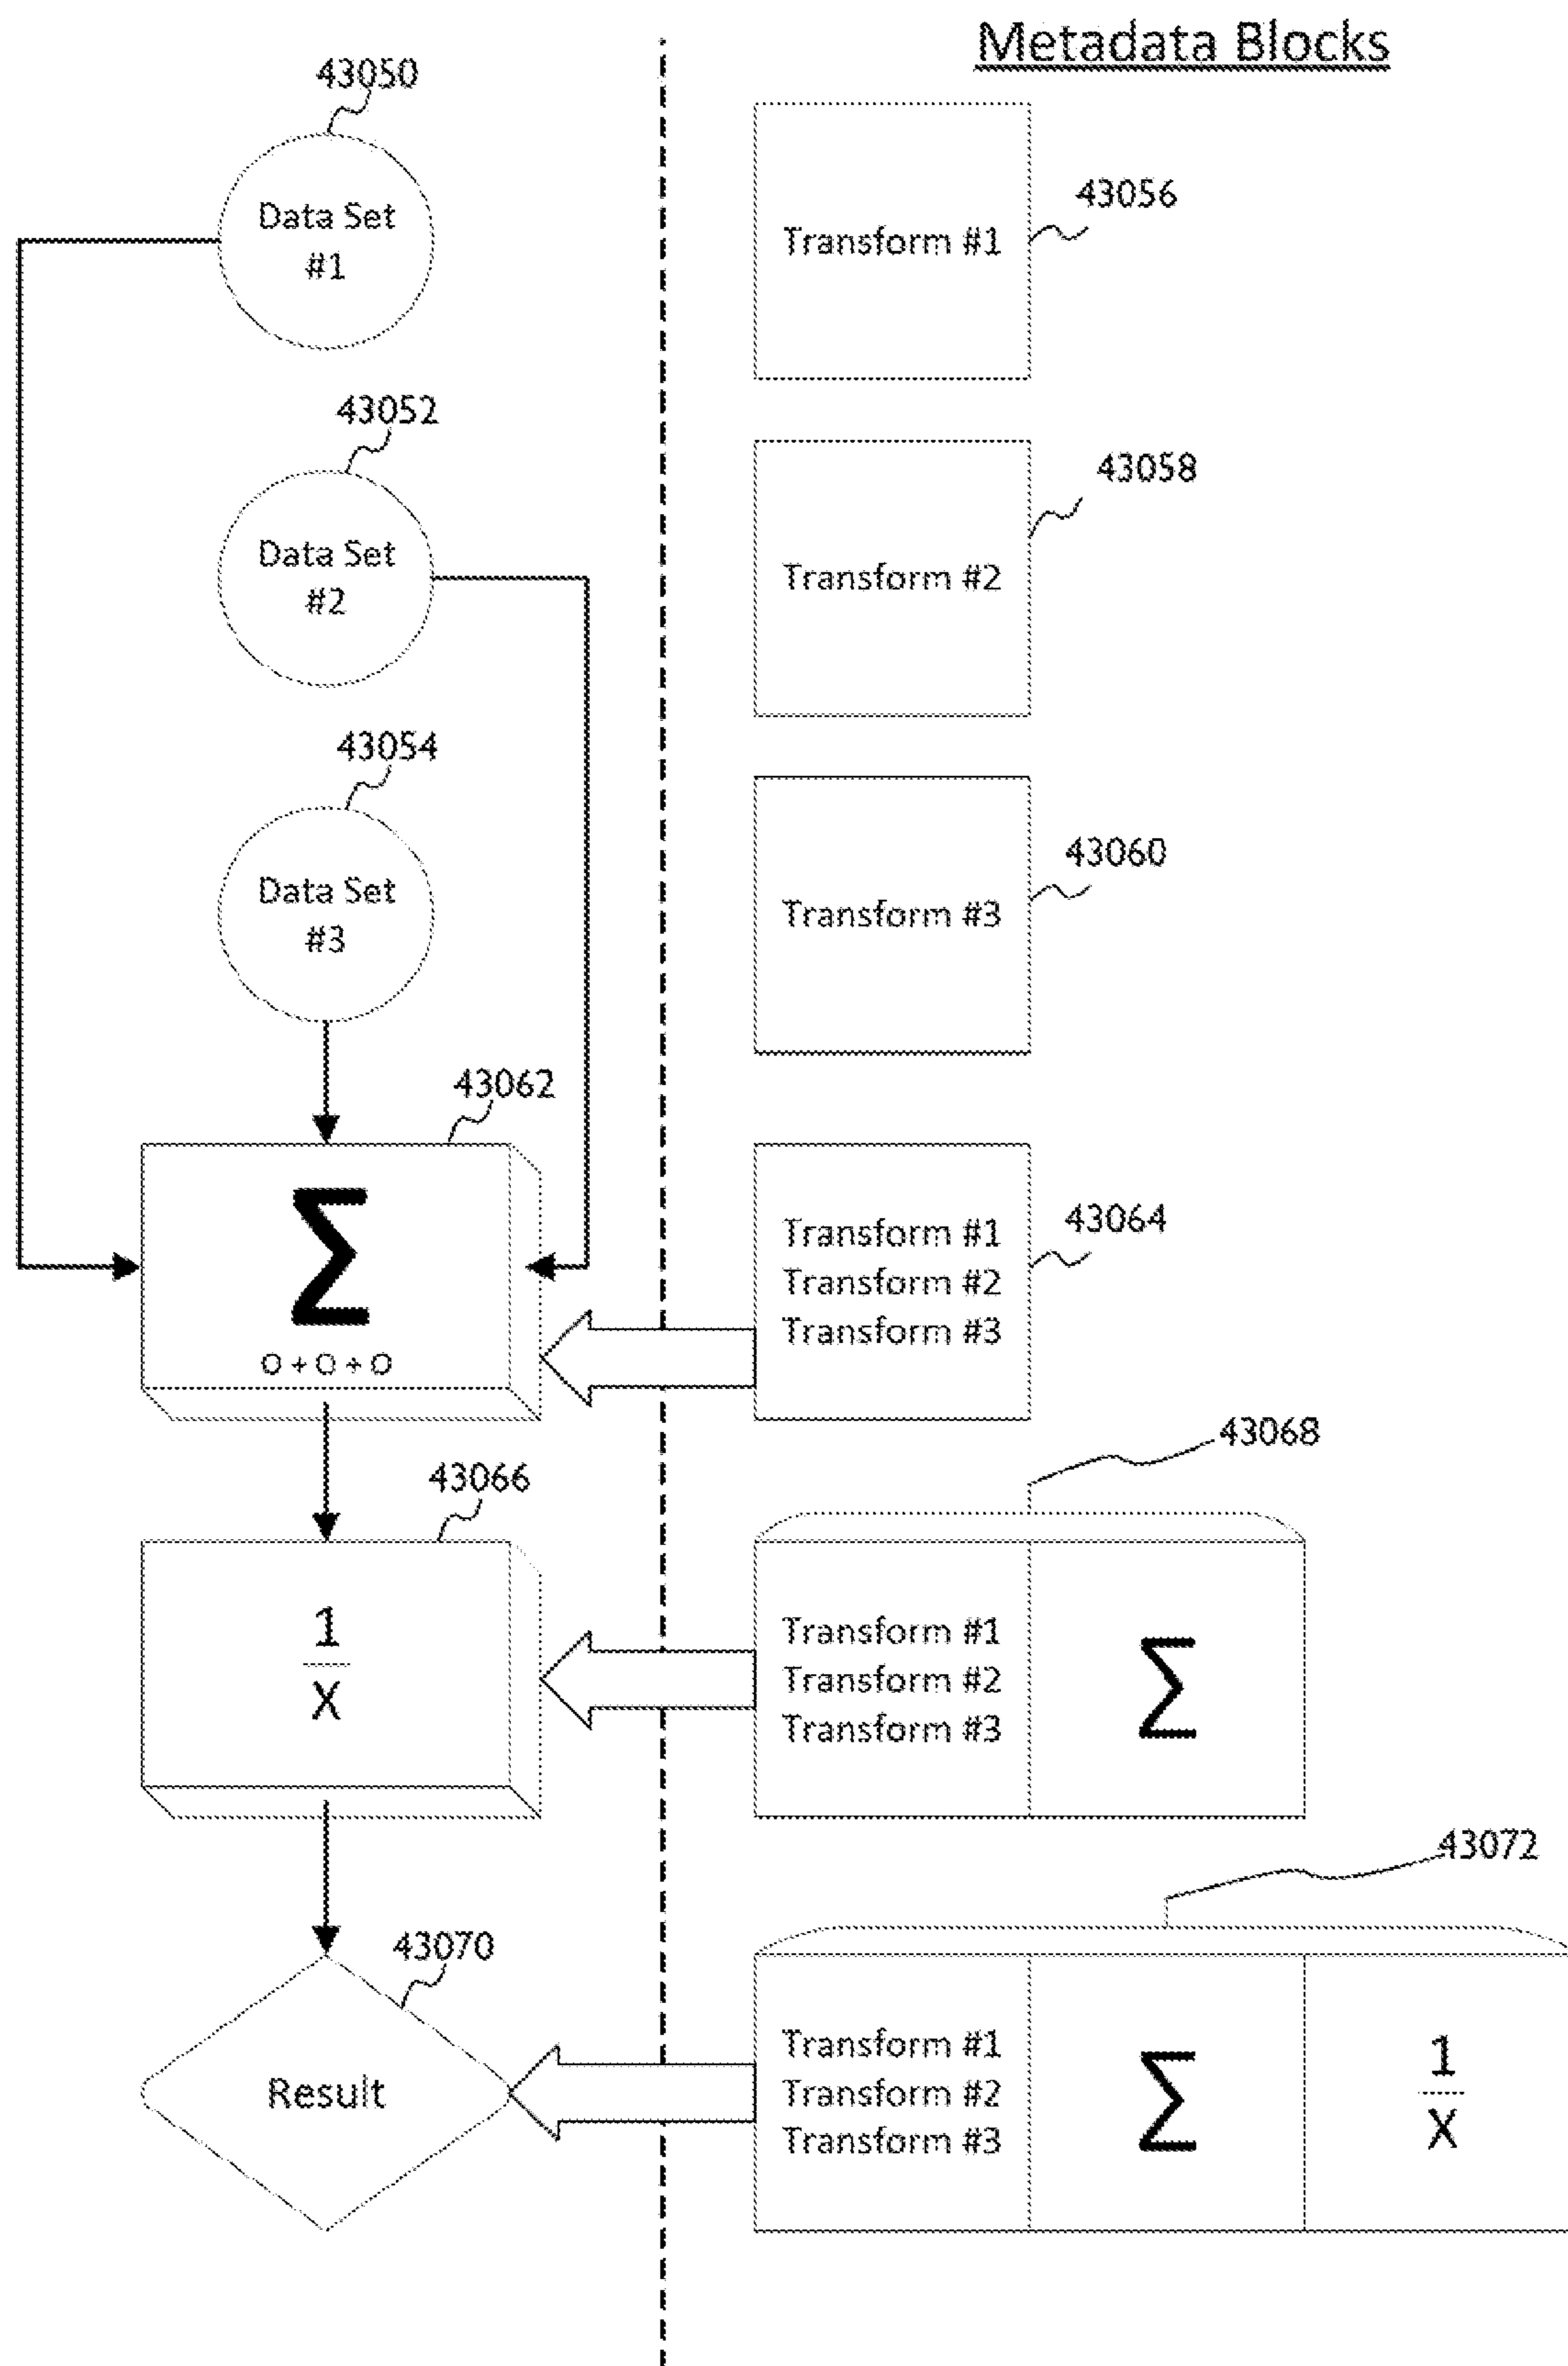 Metadata Blocks
43050
Data Set
#1
Transform #1
43056
43052
Data Set
#2
Transform #2
43058
43054
Data Set
#3
Transform #3
43060
43062
Σ
O + O + O
Transform #1
Transform #2
Transform #3
43064
43066
1
X
43068
Transform #1
Transform #2
Transform #3
Σ
43070
Result
43072
Transform #1
Transform #2
Transform #3
Σ
1
X